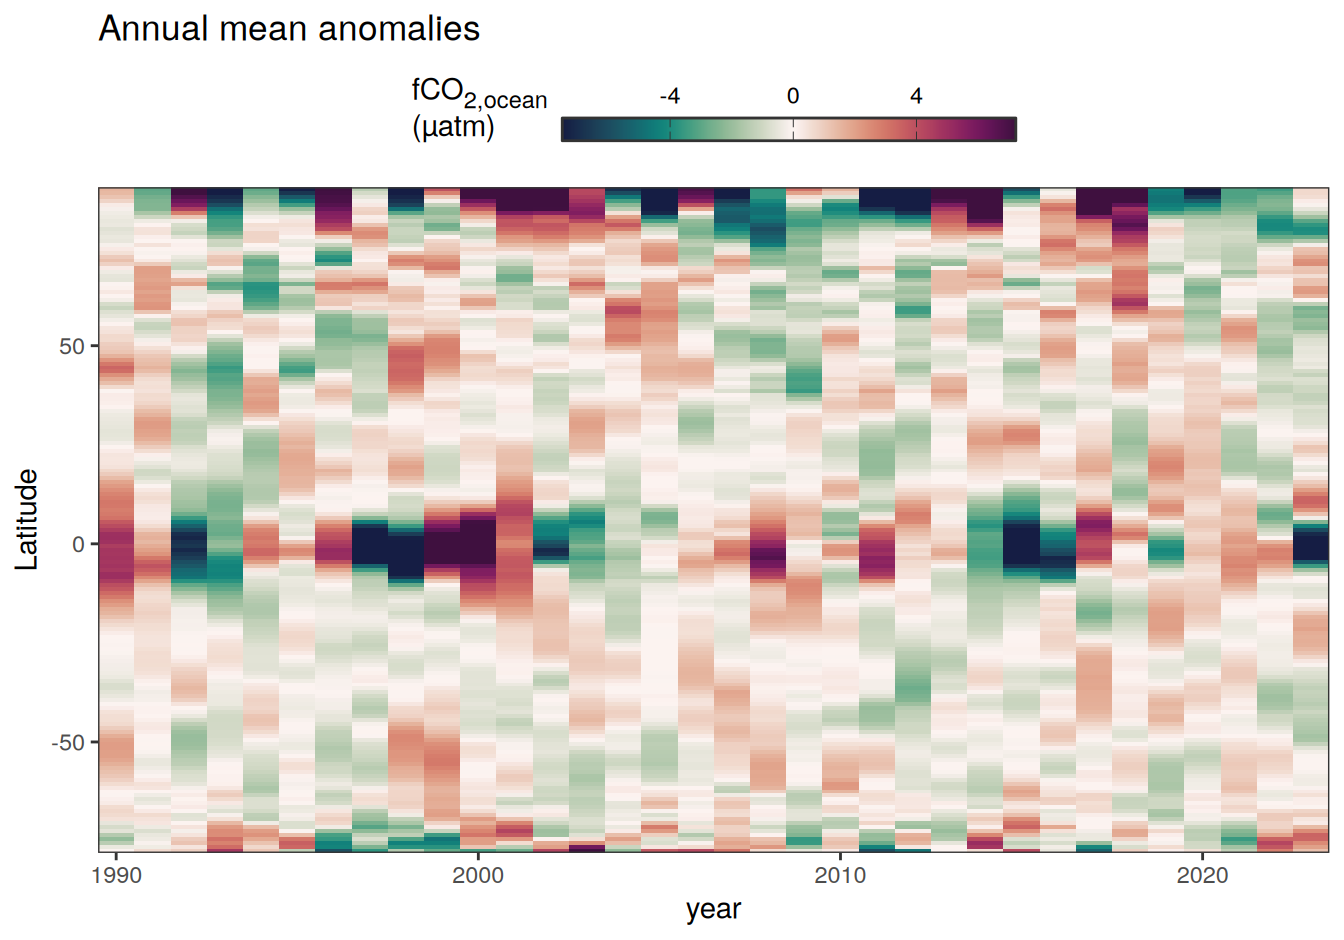 Annual mean anomalies
fCO2,ocean
(µatm)
-4 0 4
Latitude
50
0
-50
1990 2000 2010 2020
year